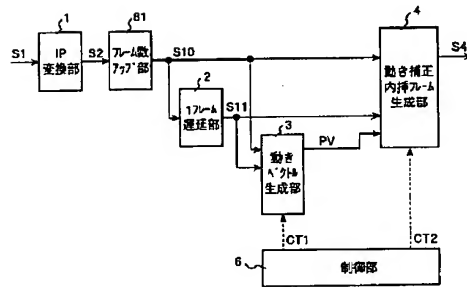 1
S1
IP
変換部
S2
81
フレーム数
アップ部
S10
2
1フレーム
遅延部
S11
3
動き
ベクトル
生成部
PV
4
動き補正
内挿フレーム
生成部
S4
CT1
CT2
6
制御部